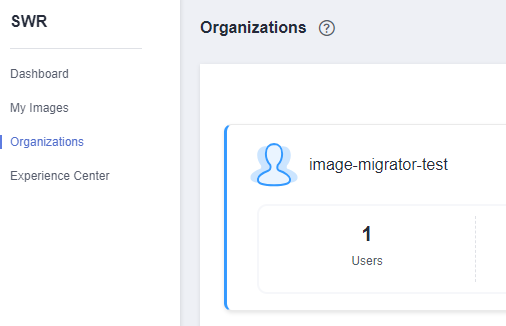 SWR
Dashboard
My Images
Organizations
Experience Center
Organizations ?
image-migrator-test
1
Users